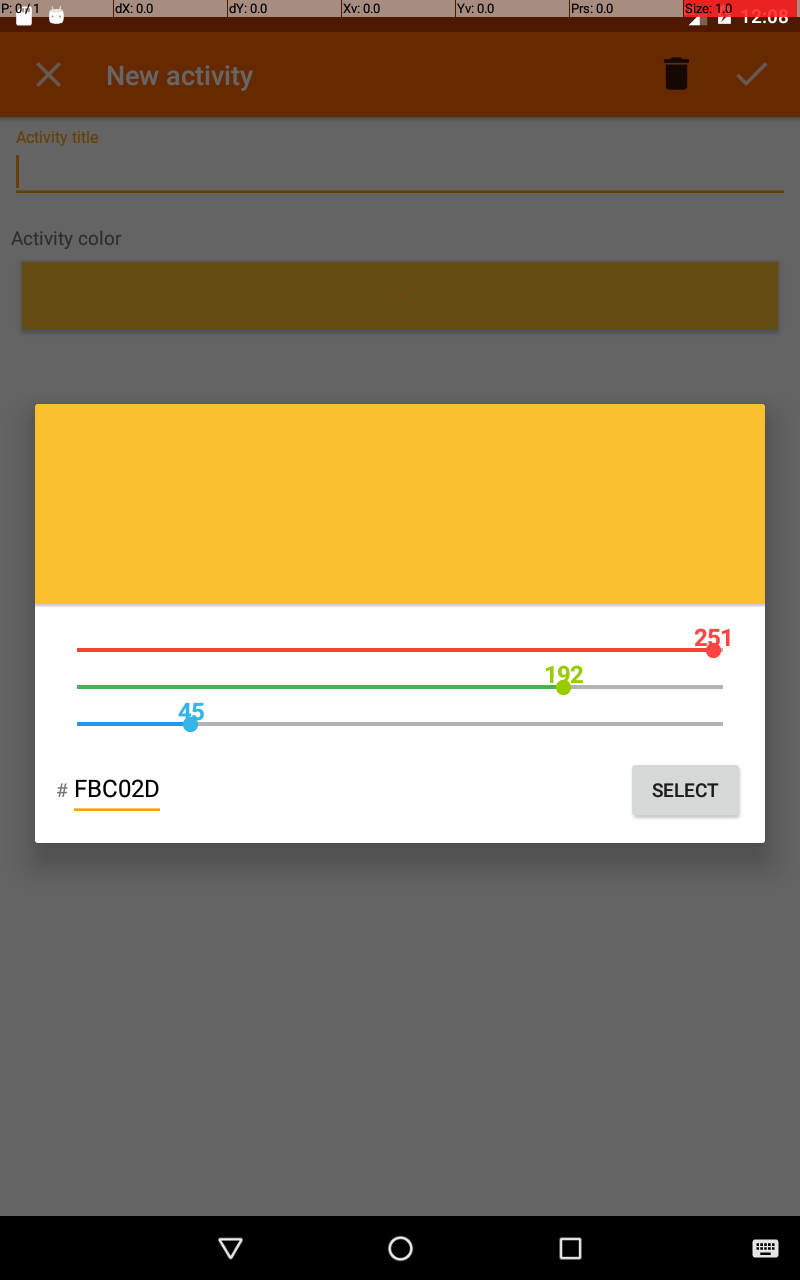 P: 0 / 1 dX: 0.0 dY: 0.0 Xv: 0.0 Yv: 0.0 Prs: 0.0 Size: 1.0
12:08
New activity
Activity title
Activity color
251
192
45
# FBC02D
SELECT